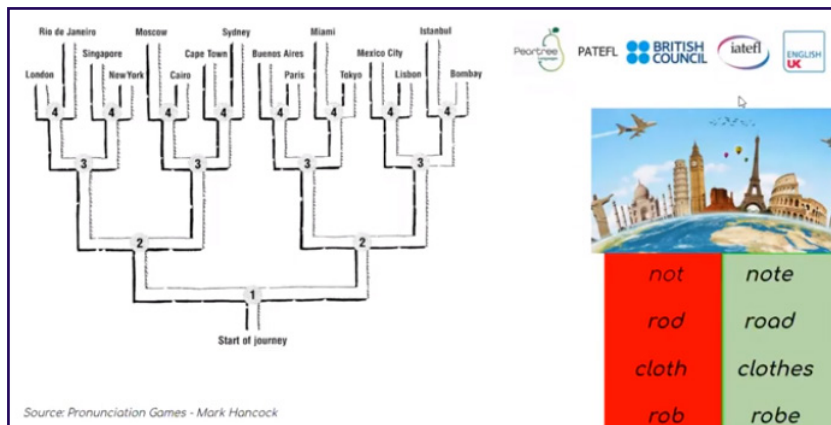 Rio de Janeiro Moscow Sydney Miami Istanbul
Singapore Cape Town Buenos Aires Mexico City
London New York Cairo Paris Tokyo Lisbon Bombay
4 4 4 4 4 4 4 4
3 3 3 3
2 2
1
Start of journey
Source: Pronunciation Games - Mark Hancock
Peartree
Languages
PATEFL
BRITISH
COUNCIL
iatefl
ENGLISH
UK
not note
rod road
cloth clothes
rob robe